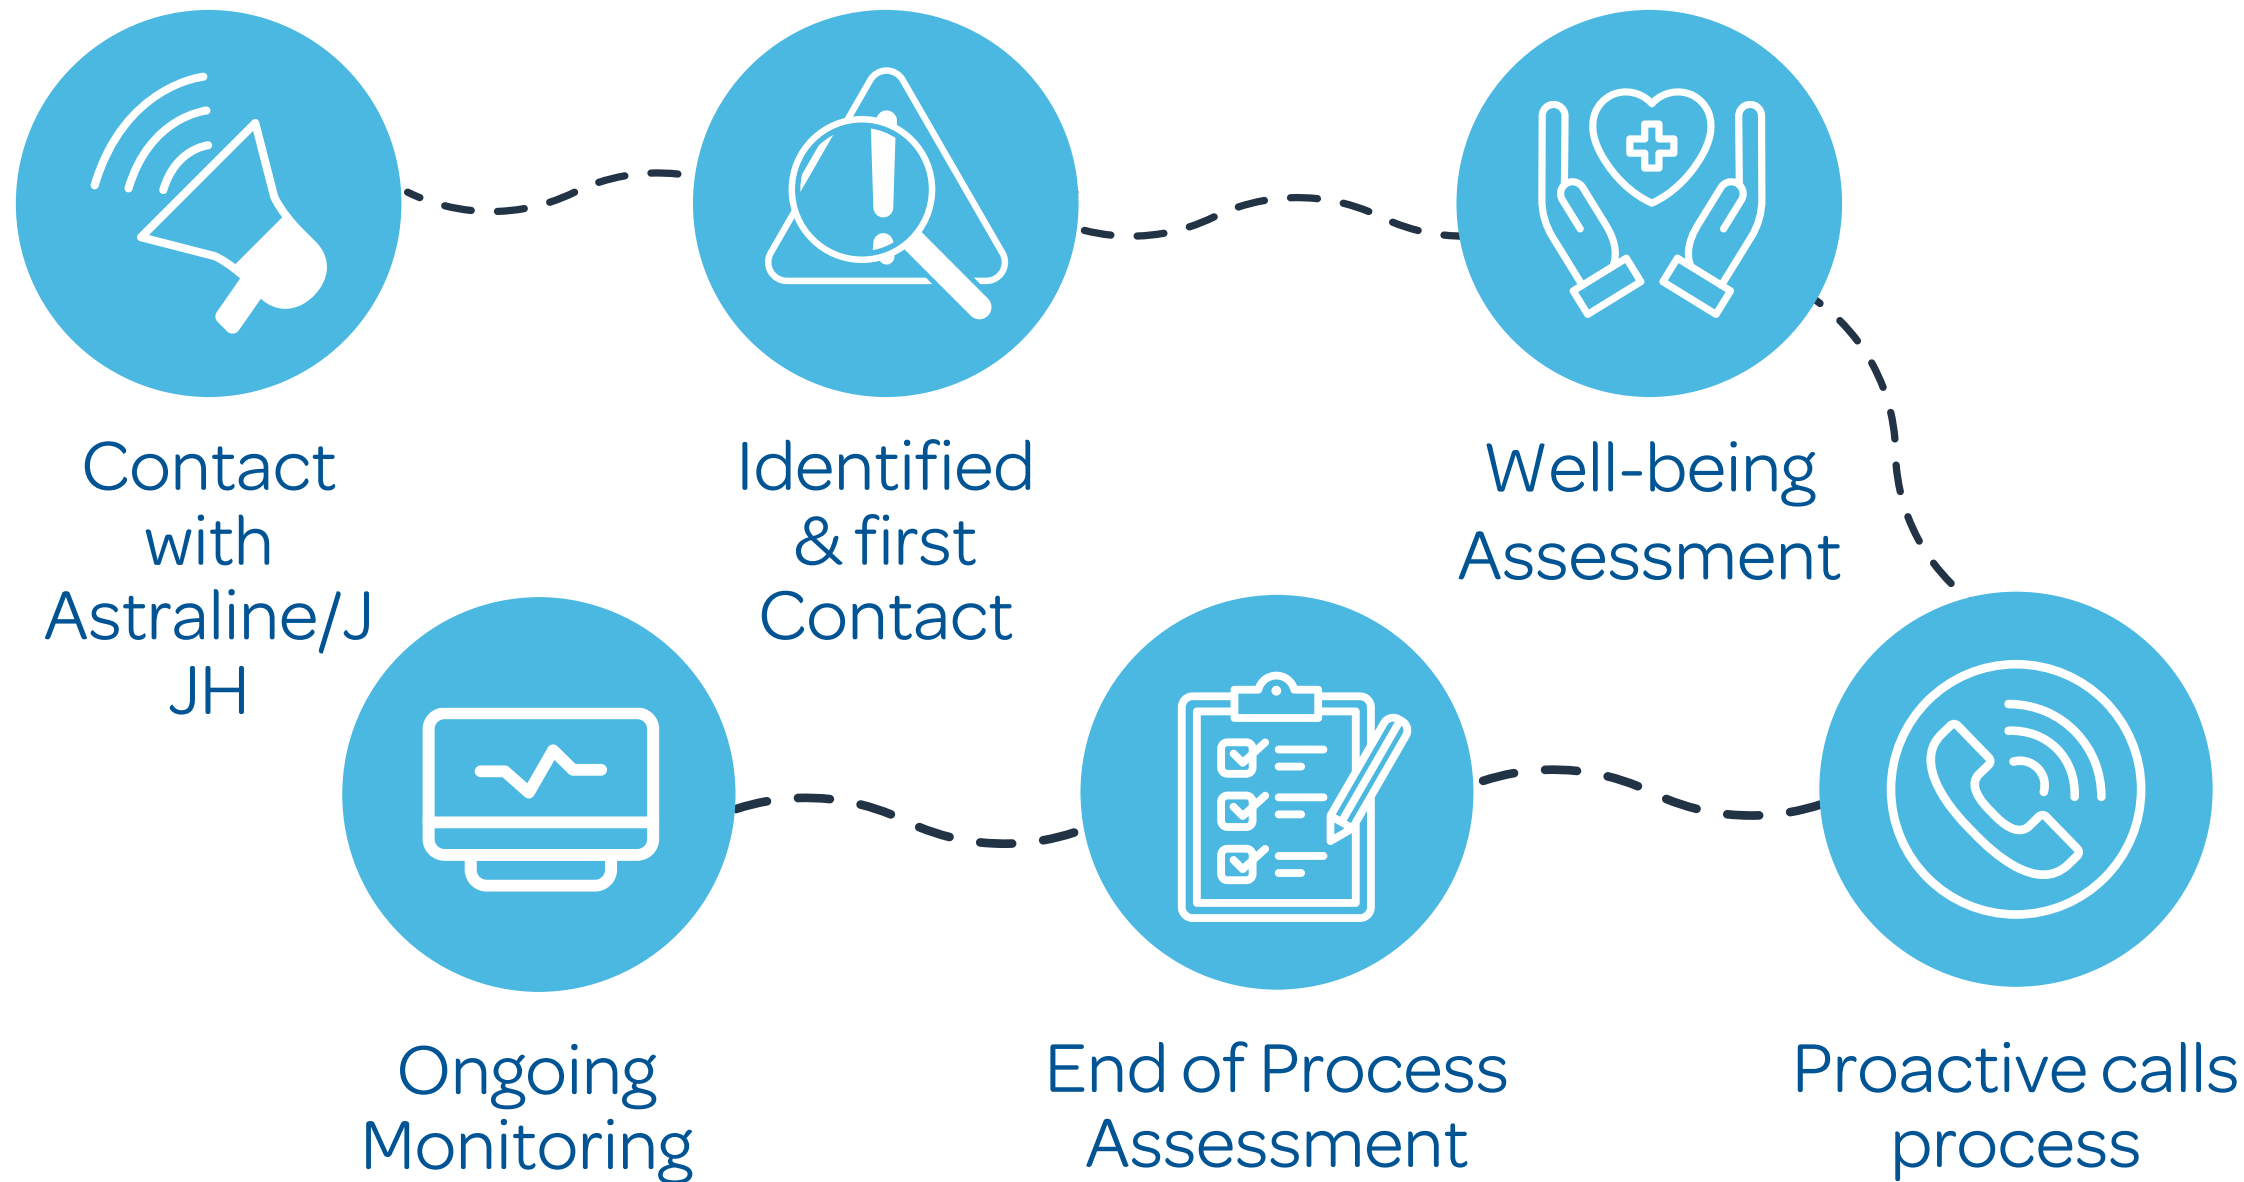 Contact
with
Astraline/J
JH
Identified
& first
Contact
Well-being
Assessment
Proactive calls
process
End of Process
Assessment
Ongoing
Monitoring